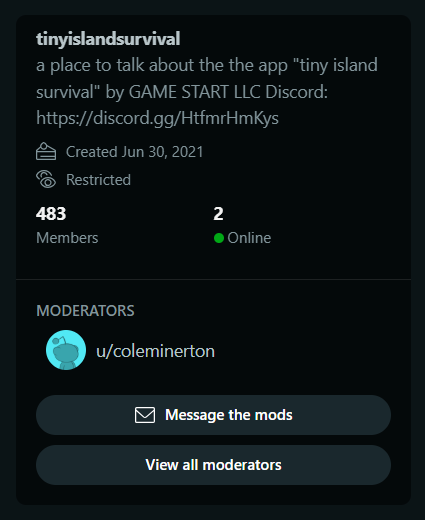 tinyislandsurvival
a place to talk about the the app "tiny island
survival" by GAME START LLC Discord:
https://discord.gg/HtfmrHmKys
Created Jun 30, 2021
Restricted
483 2
Members Online
MODERATORS
u/coleminerton
Message the mods
View all moderators